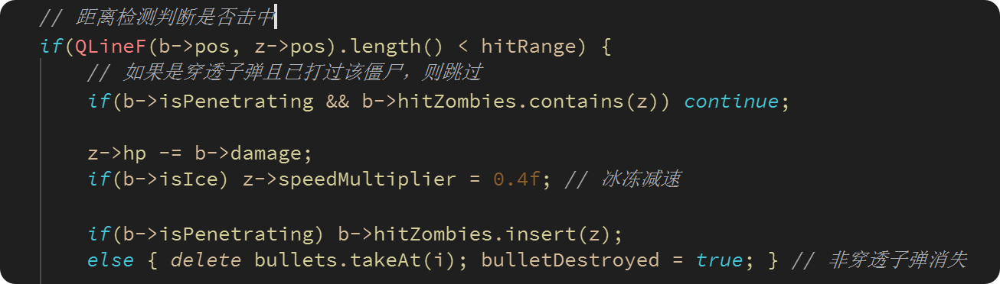 // 距离检测判断是否击中
if(QLineF(b->pos, z->pos).length() < hitRange) {
// 如果是穿透子弹且已打过该僵尸，则跳过
if(b->isPenetrating && b->hitZombies.contains(z)) continue;
z->hp -= b->damage;
if(b->isIce) z->speedMultiplier = 0.4f; // 冰冻减速
if(b->isPenetrating) b->hitZombies.insert(z);
else { delete bullets.takeAt(i); bulletDestroyed = true; } // 非穿透子弹消失